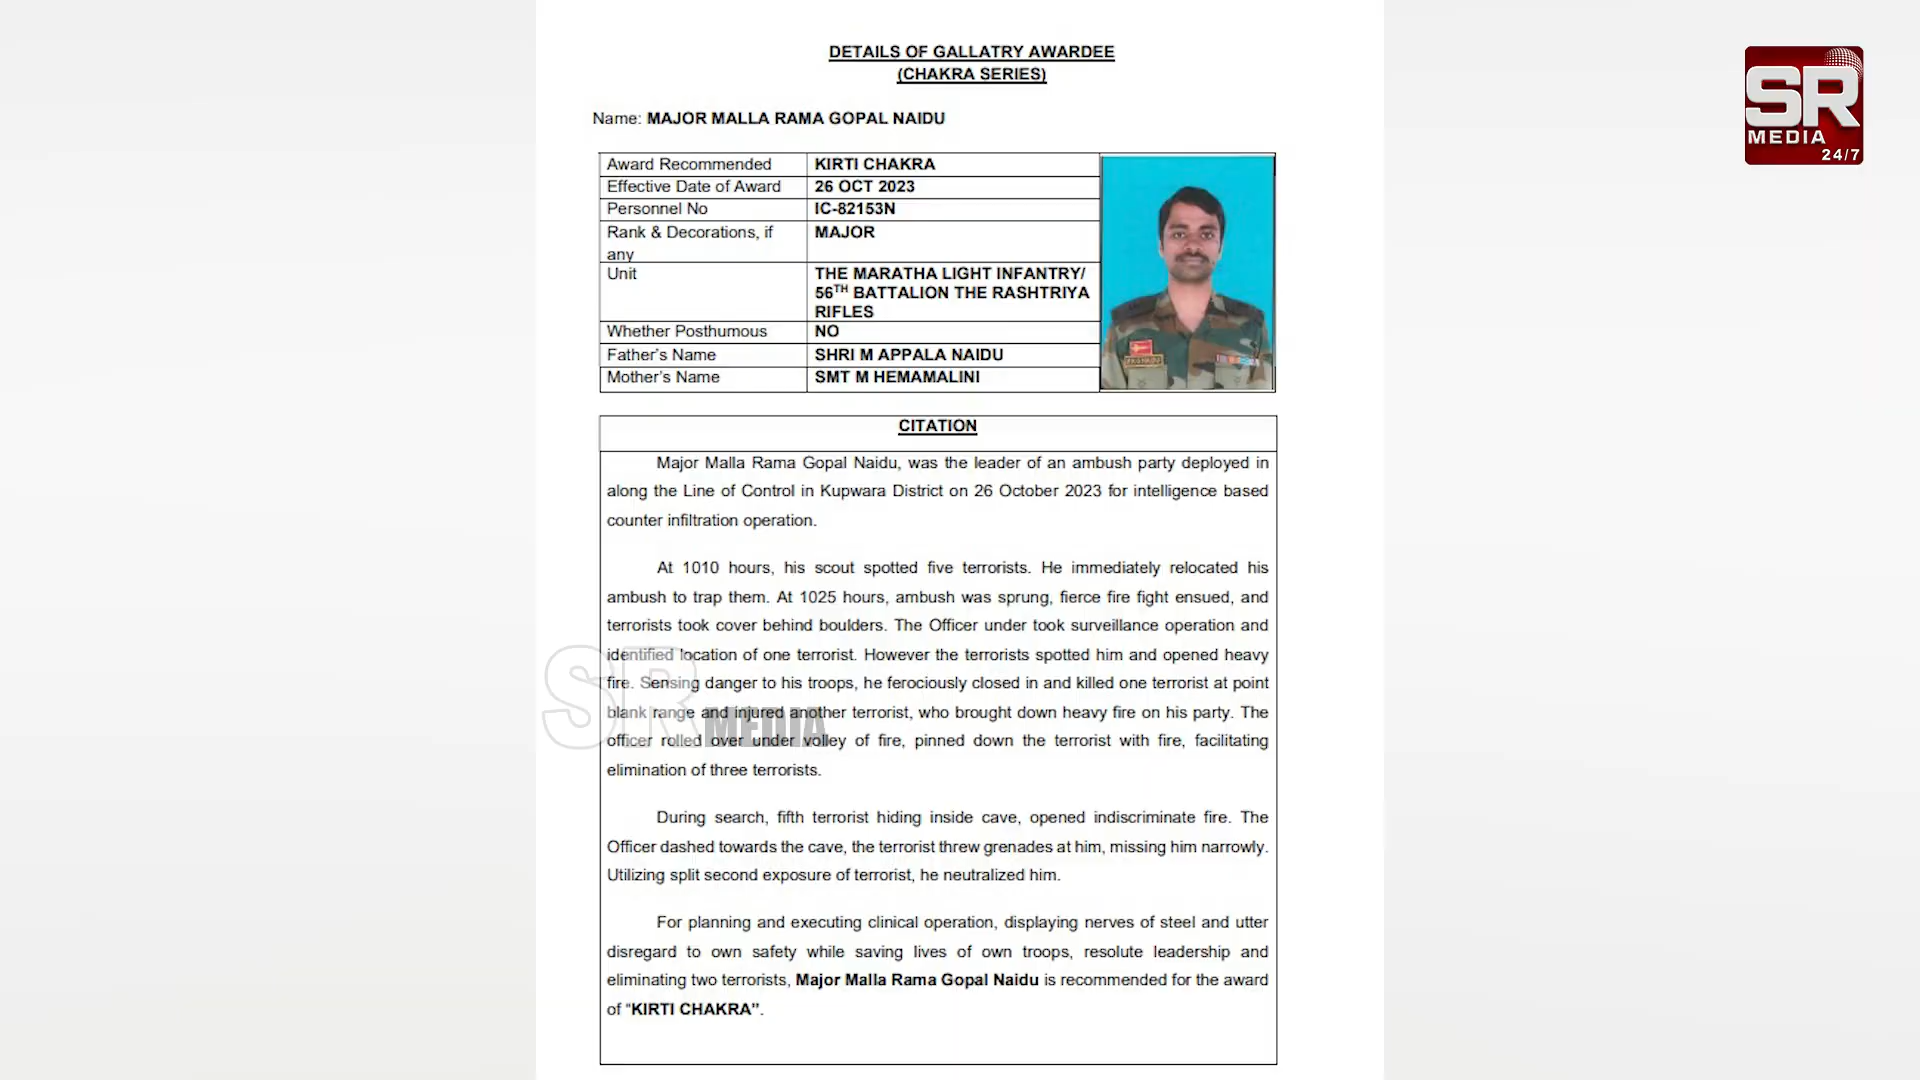 DETAILS OF GALLATRY AWARDEE
(CHAKRA SERIES)
Name: MAJOR MALLA RAMA GOPAL NAIDU
Award Recommended KIRTI CHAKRA
Effective Date of Award 26 OCT 2023
Personnel No IC-82153N
Rank & Decorations, if any MAJOR
Unit THE MARATHA LIGHT INFANTRY/
56TH BATTALION THE RASHTRIYA
RIFLES
Whether Posthumous NO
Father's Name SHRI M APPALA NAIDU
Mother's Name SMT M HEMAMALINI
CITATION
Major Malla Rama Gopal Naidu, was the leader of an ambush party deployed in
along the Line of Control in Kupwara District on 26 October 2023 for intelligence based
counter infiltration operation.
At 1010 hours, his scout spotted five terrorists. He immediately relocated his
ambush to trap them. At 1025 hours, ambush was sprung, fierce fire fight ensued, and
terrorists took cover behind boulders. The Officer under took surveillance operation and
identified location of one terrorist. However the terrorists spotted him and opened heavy
fire. Sensing danger to his troops, he ferociously closed in and killed one terrorist at point
blank range and injured another terrorist, who brought down heavy fire on his party. The
officer rolled over under volley of fire, pinned down the terrorist with fire, facilitating
elimination of three terrorists.
During search, fifth terrorist hiding inside cave, opened indiscriminate fire. The
Officer dashed towards the cave, the terrorist threw grenades at him, missing him narrowly.
Utilizing split second exposure of terrorist, he neutralized him.
For planning and executing clinical operation, displaying nerves of steel and utter
disregard to own safety while saving lives of own troops, resolute leadership and
eliminating two terrorists, Major Malla Rama Gopal Naidu is recommended for the award
of "KIRTI CHAKRA".
SR MEDIA
SR
MEDIA
24/7